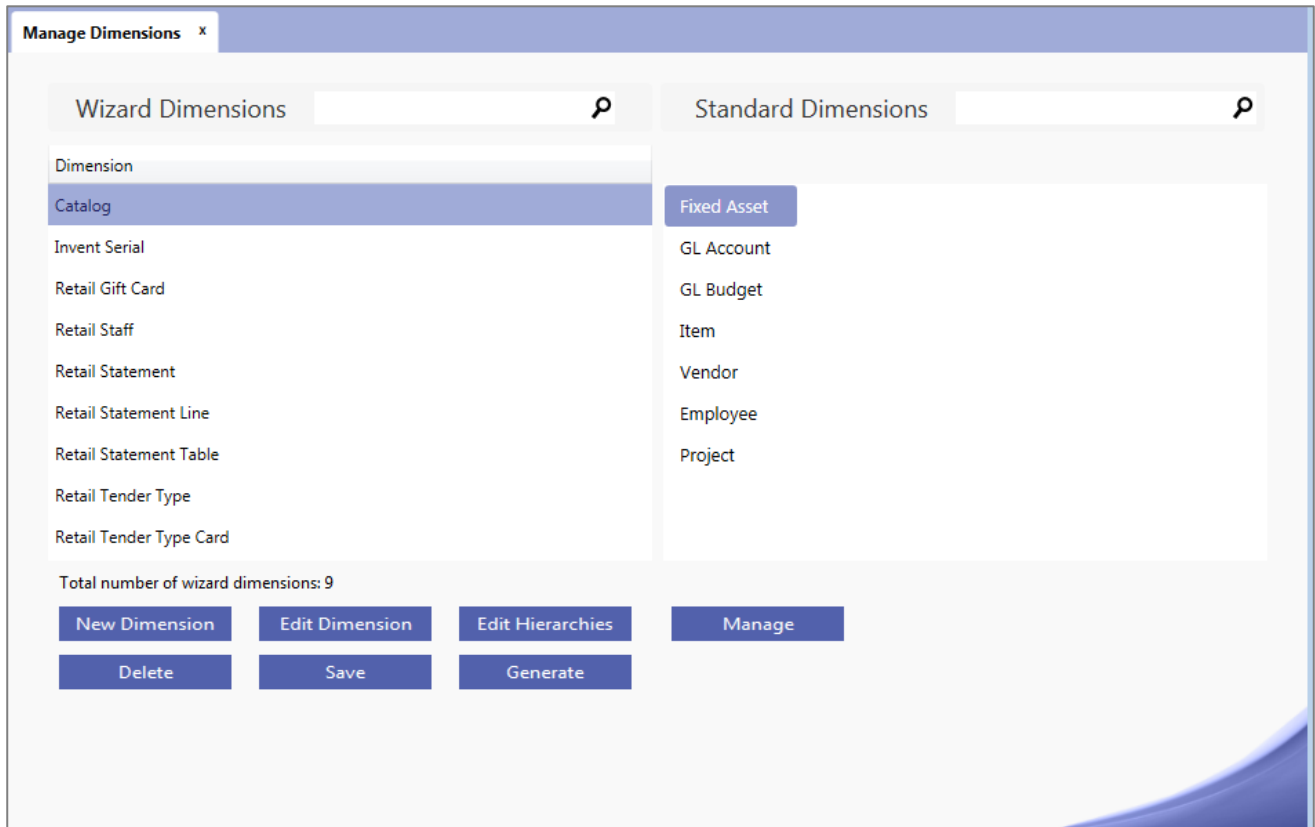 Manage Dimensions x
Wizard Dimensions
Standard Dimensions
Dimension
Catalog
Invent Serial
Retail Gift Card
Retail Staff
Retail Statement
Retail Statement Line
Retail Statement Table
Retail Tender Type
Retail Tender Type Card
Fixed Asset
GL Account
GL Budget
Item
Vendor
Employee
Project
Total number of wizard dimensions: 9
New Dimension
Edit Dimension
Edit Hierarchies
Manage
Delete
Save
Generate